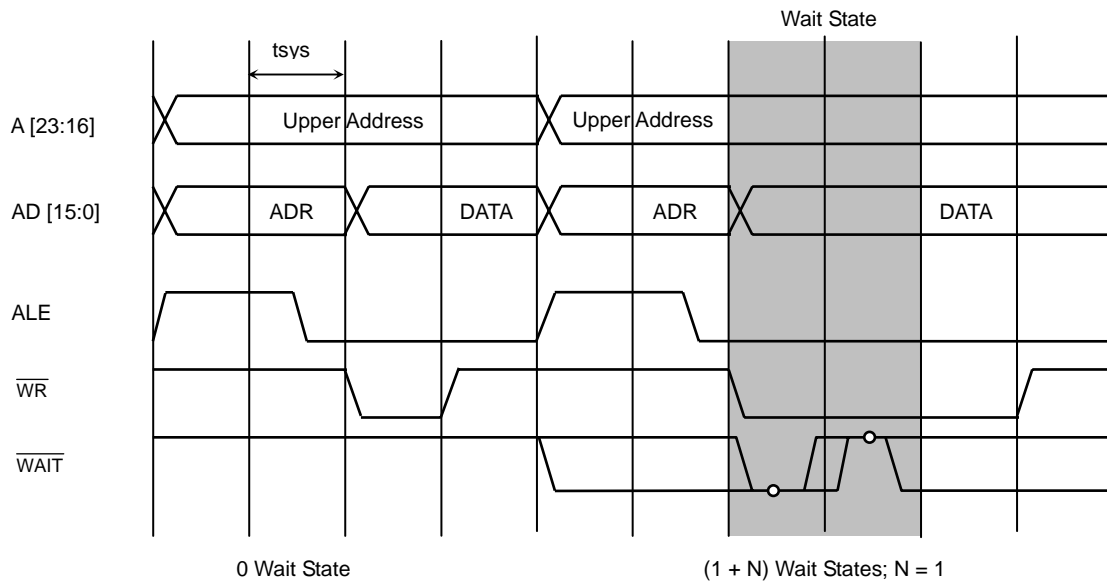 Wait State
tsys
A [23:16]
Upper Address
Upper Address
AD [15:0]
ADR
DATA
ADR
DATA
ALE
WR
WAIT
0 Wait State
(1 + N) Wait States; N = 1